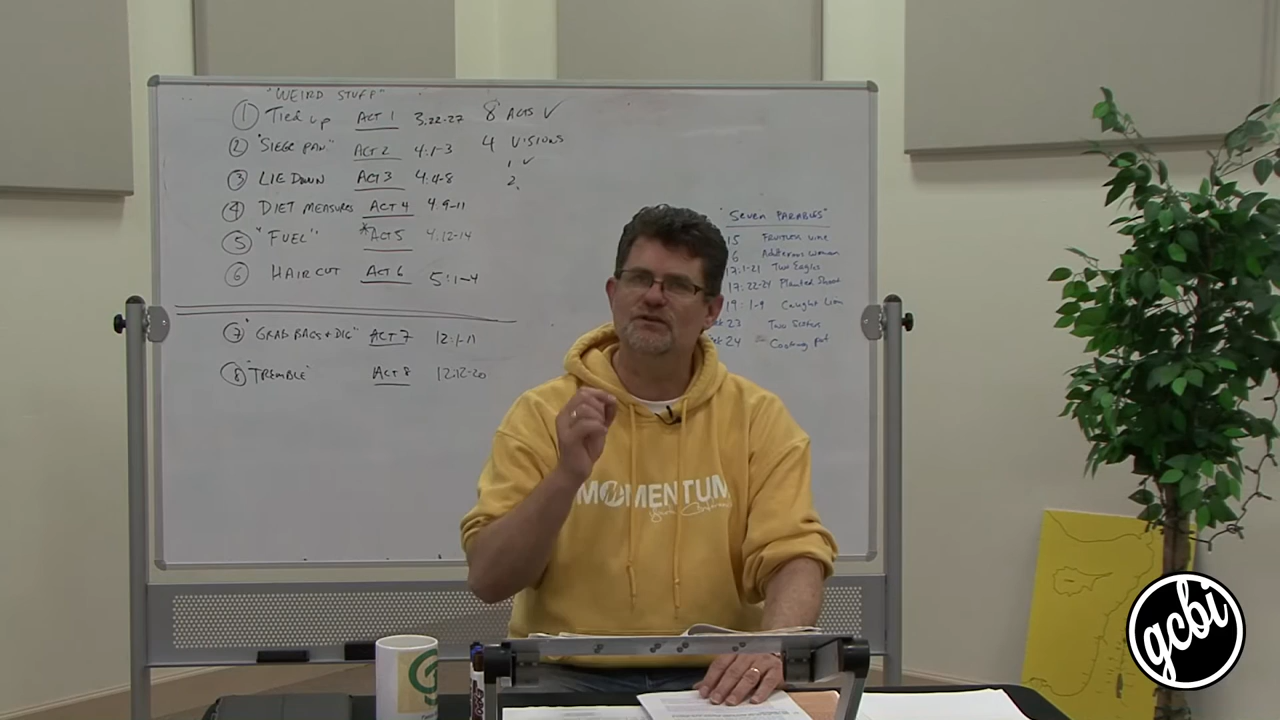 "WEIRD STUFF"
① Tied up ACT 1 3:22-27
② "SIEGE PAN" ACT 2 4:1-3
③ LIE DOWN ACT 3 4:4-8
④ DIET MEASURES ACT 4 4:9-11
⑤ "FUEL" *ACT 5 4:12-14
⑥ HAIRCUT ACT 6 5:1-4
⑦ "GRAB BAGS + DIG" ACT 7 12:1-11
⑧ "TREMBLE" ACT 8 12:12-20
8 ACTS ✓
4 VISIONS
1 ✓
2.
"Seven PARABLES"
15 FRUITLESS VINE
6 Adulterous woman
17:1-21 Two Eagles
17:22-24 Planted Shoot
19:1-9 Caught Lion
23 Two Sisters
24 Cooking pot
MOMENTUM
gcbi